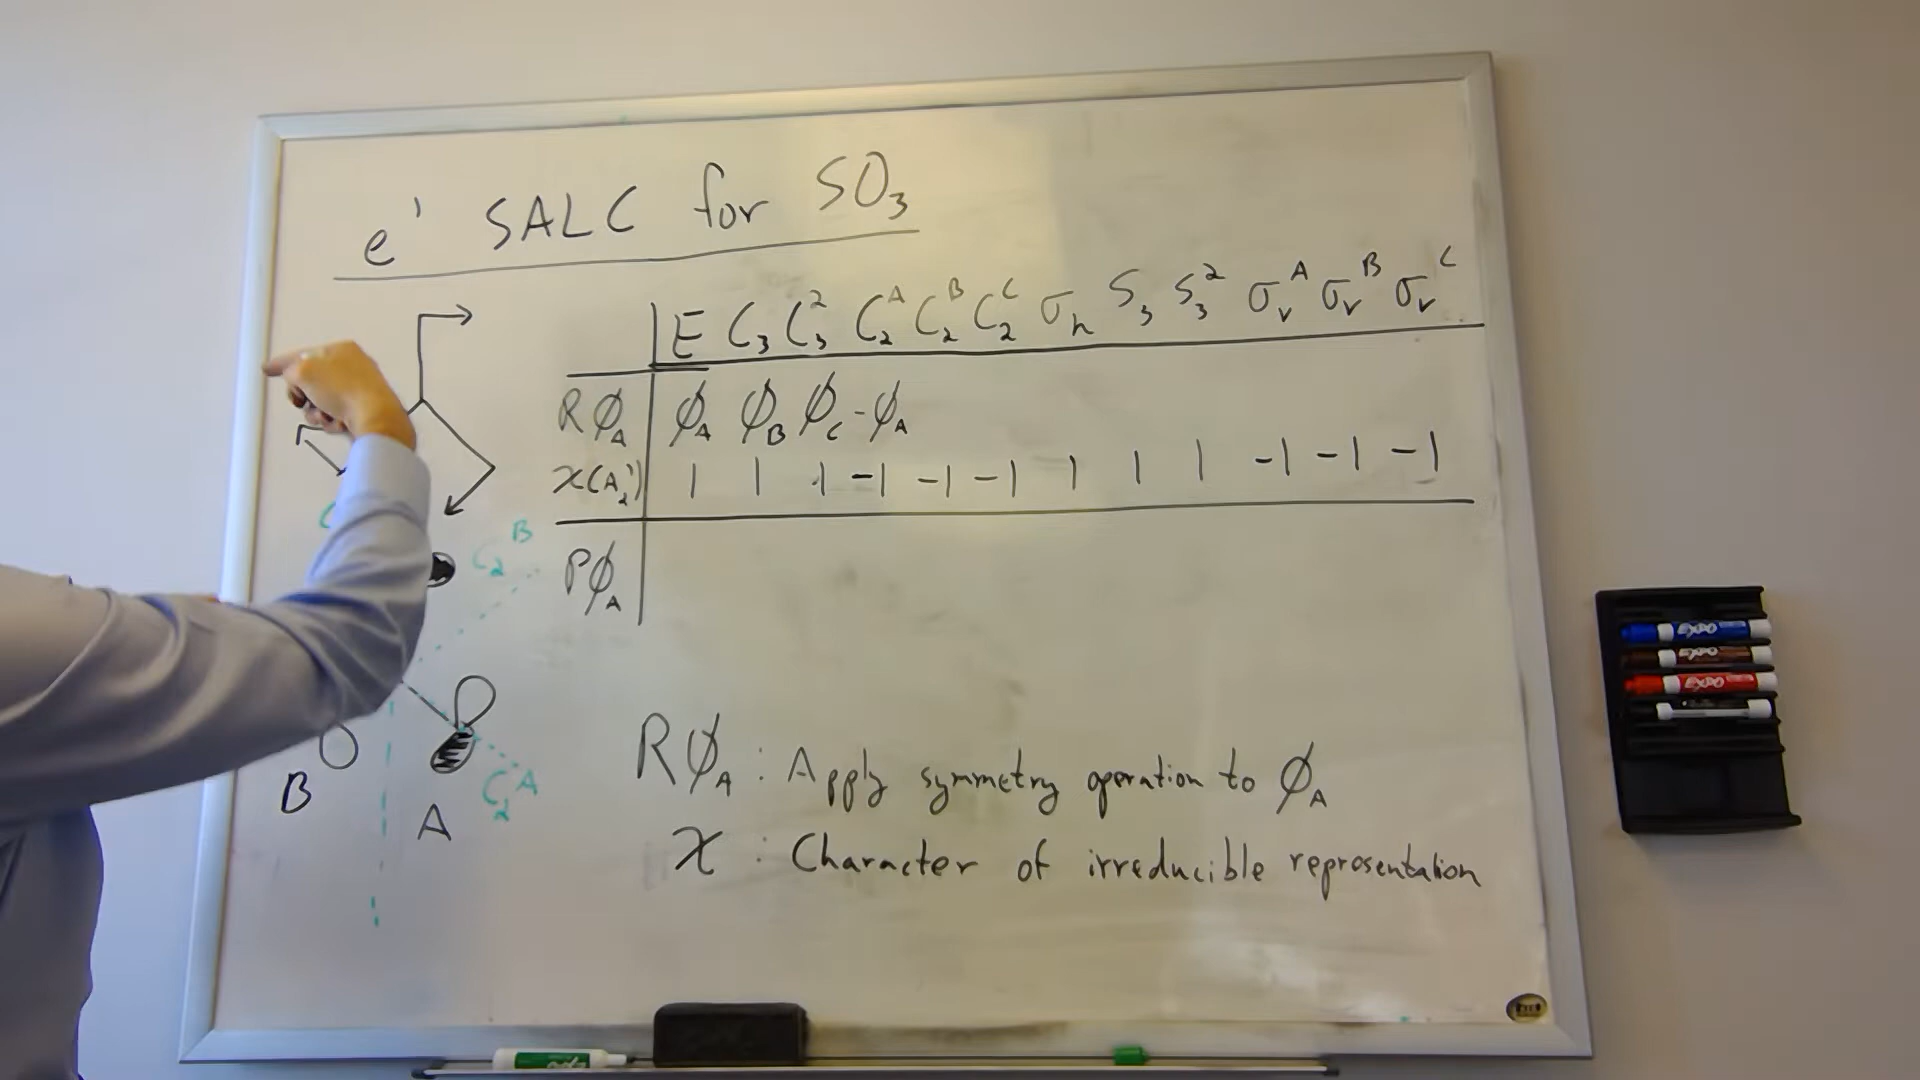 e' SALC for SO₃
E C₃ C₃² C₂ᴬ C₂ᴮ C₂ᶜ σₕ S₃ S₃² σᵥᴬ σᵥᴮ σᵥᶜ
RϕA ϕA ϕB ϕC -ϕA
χ(A₂') 1 1 1 -1 -1 -1 1 1 1 -1 -1 -1
PϕA
C₂ᴮ
C₂ᴬ
B
A
RϕA : Apply symmetry operation to ϕA
χ : Character of irreducible representation
EXPO
EXPO
EXPO
EXPO